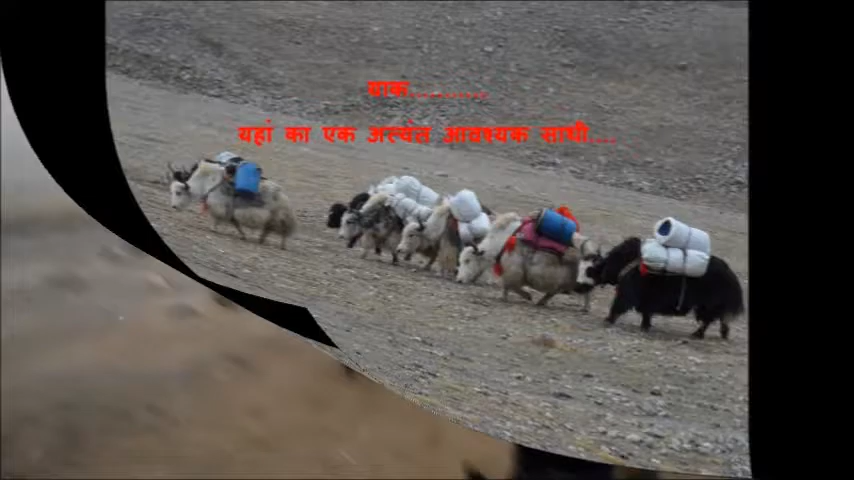 याक............
यहां का एक अत्यंत आवश्यक साथी....